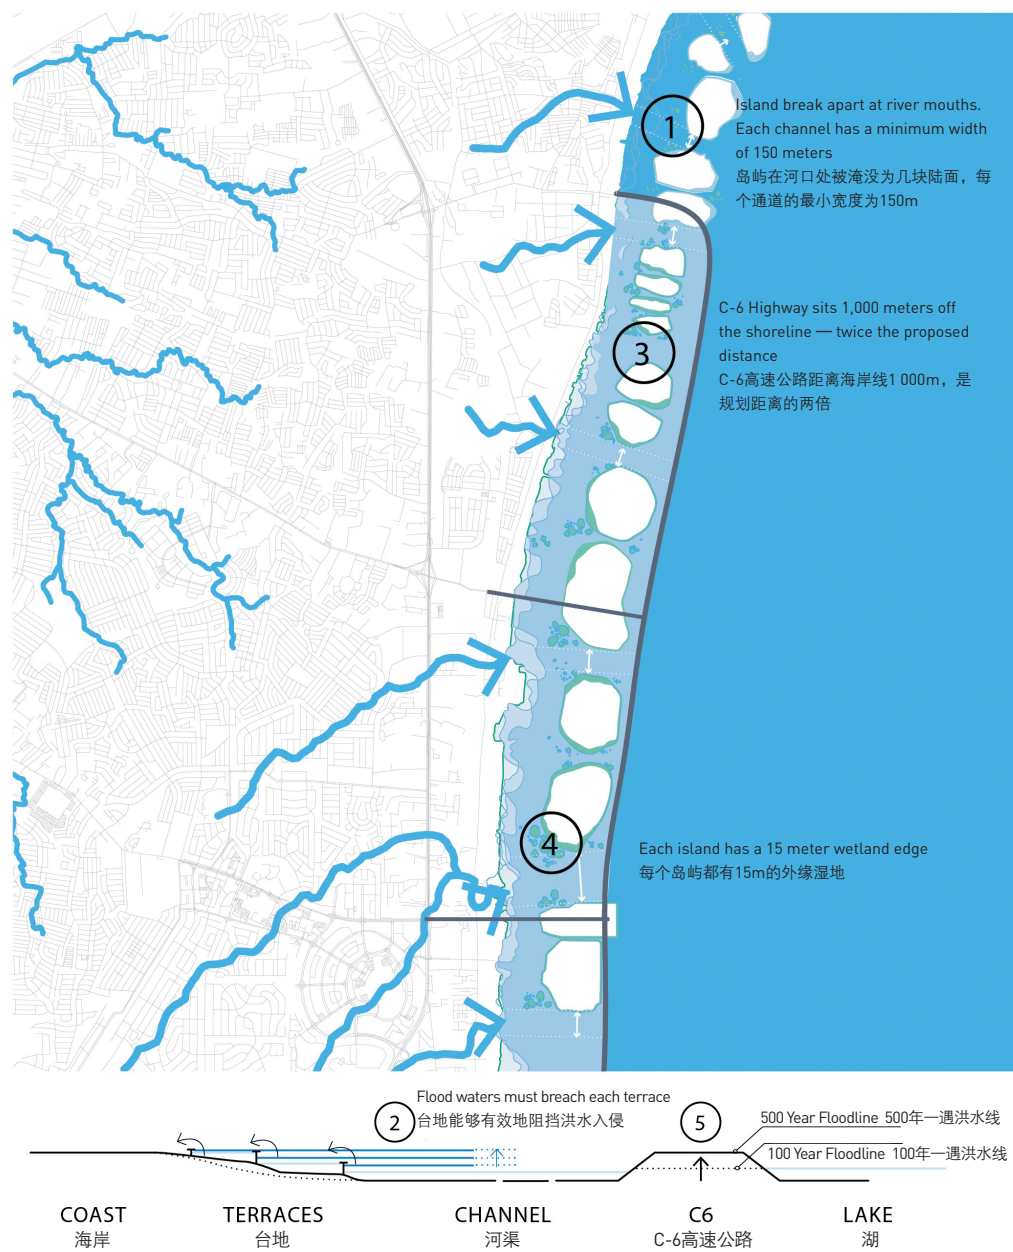 1
Island break apart at river mouths.
Each channel has a minimum width
of 150 meters
岛屿在河口处被淹没为几块陆面，每
个通道的最小宽度为150m
C-6 Highway sits 1,000 meters off
the shoreline — twice the proposed
distance
C-6高速公路距离海岸线1 000m，是
规划距离的两倍
3
4
Each island has a 15 meter wetland edge
每个岛屿都有15m的外缘湿地
Flood waters must breach each terrace
2
台地能够有效地阻挡洪水入侵
5
500 Year Floodline 500年一遇洪水线
100 Year Floodline 100年一遇洪水线
COAST
TERRACES
CHANNEL
C6
LAKE
海岸
台地
河渠
C-6高速公路
湖